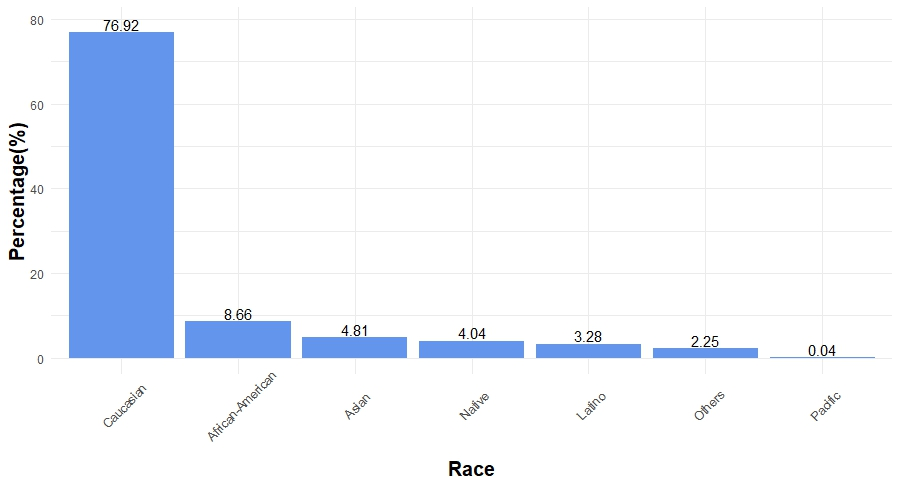 80
60
40
20
0
Percentage(%)
76.92
8.66
4.81
4.04
3.28
2.25
0.04
Caucasian
African-American
Asian
Native
Latino
Others
Pacific
Race